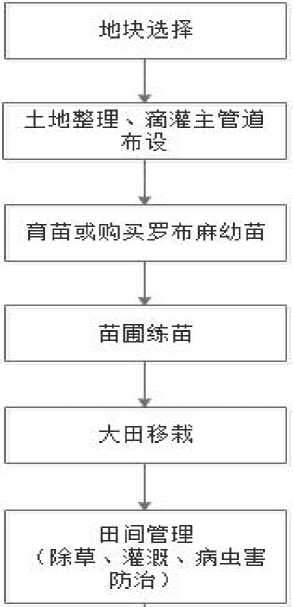 地块选择
土地整理、滴灌主管道
布设
育苗或购买罗布麻幼苗
苗圃练苗
大田移栽
田间管理
（除草、灌溉、病虫害
防治）